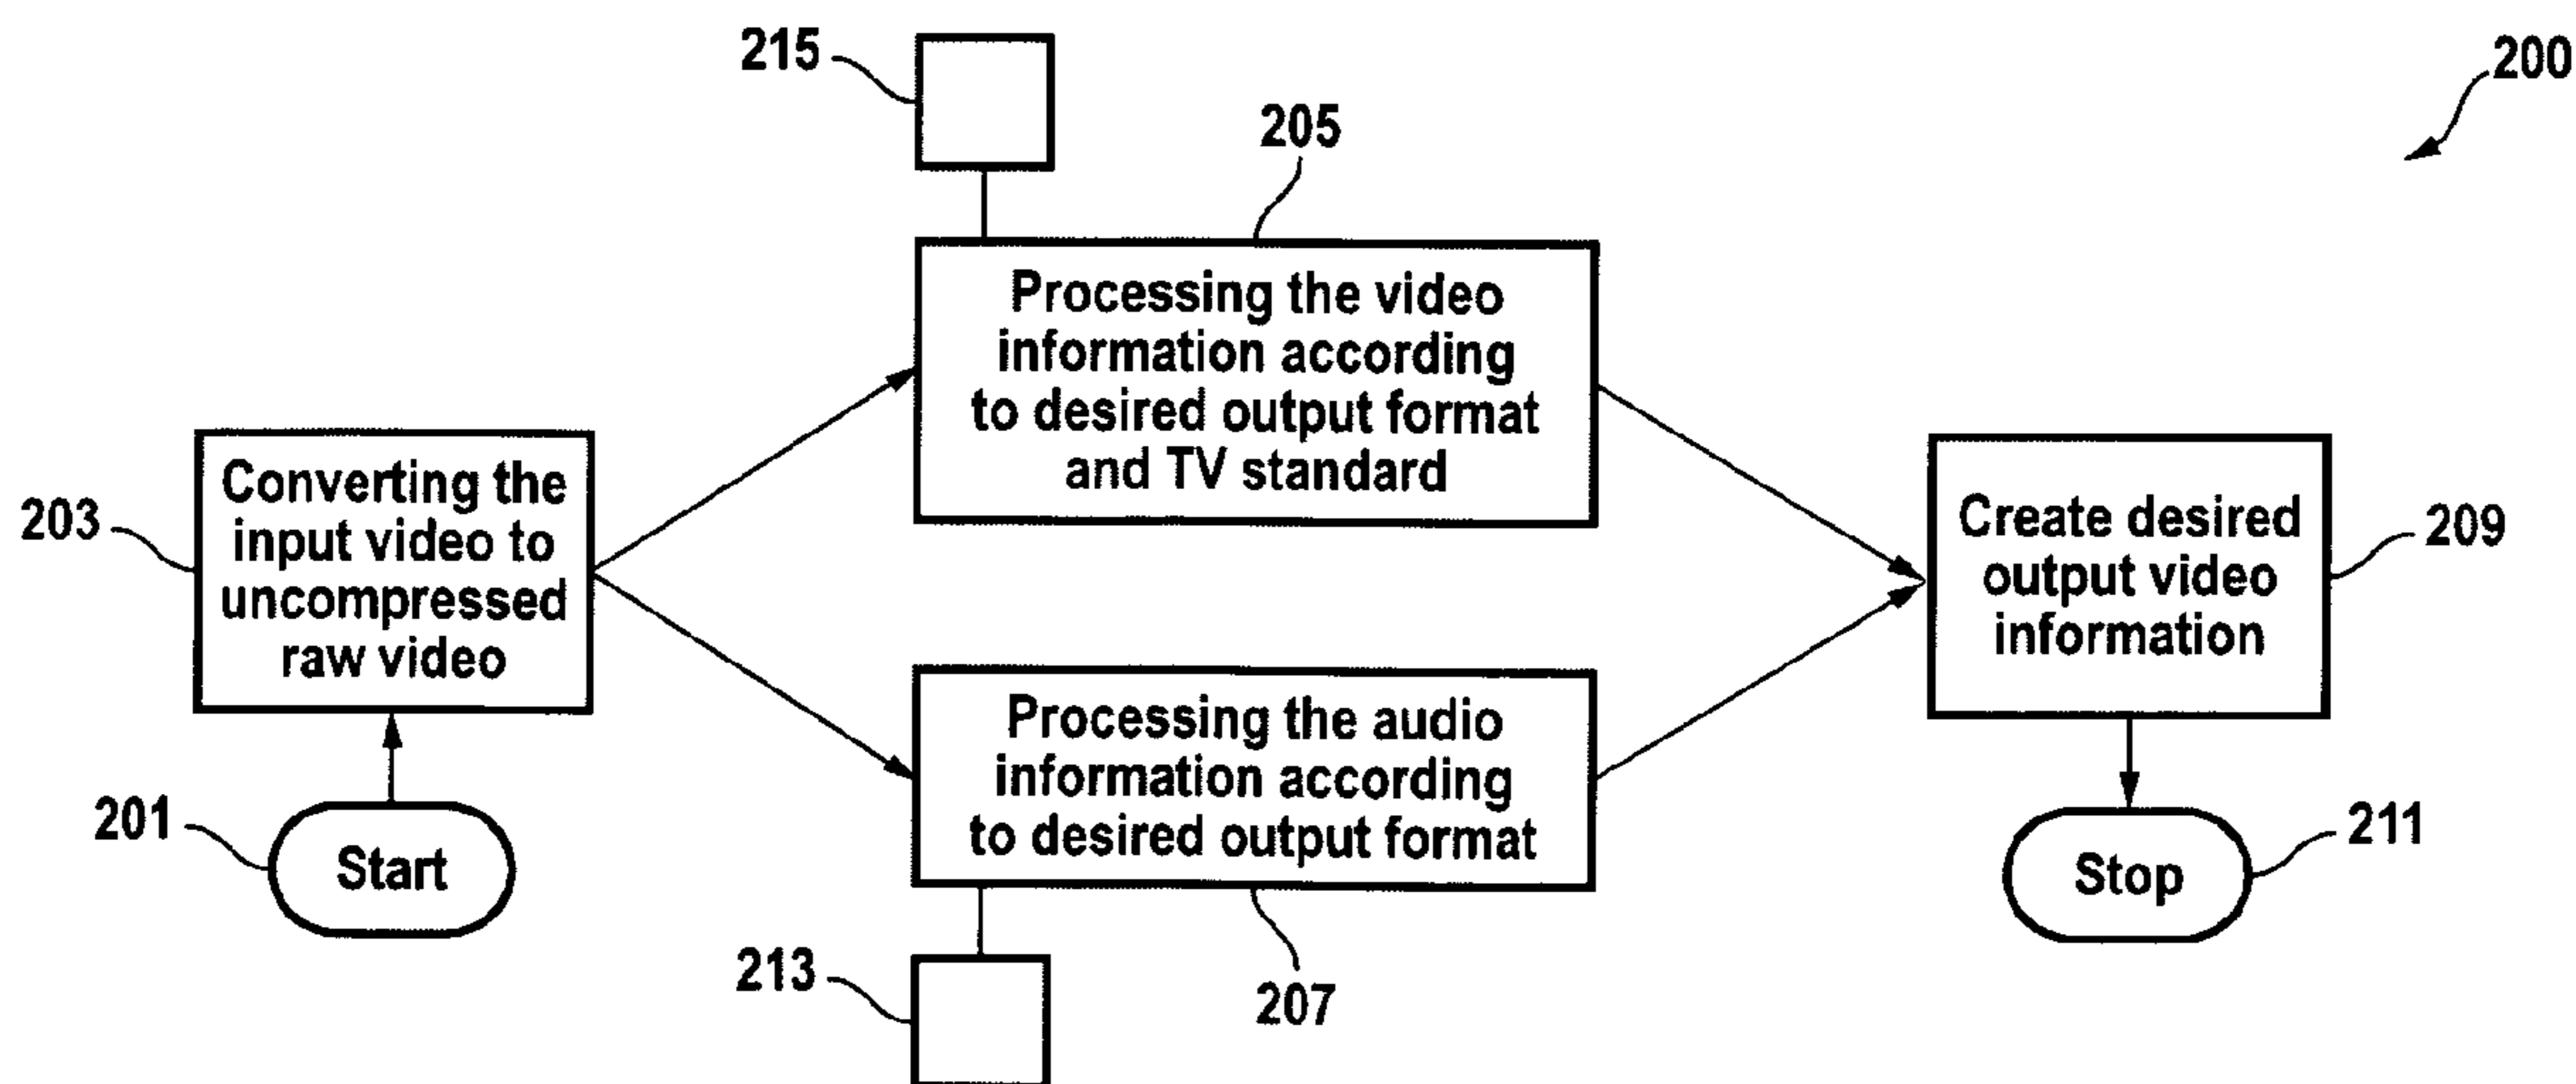 215
200
205
Processing the video
information according
to desired output format
and TV standard
203
Converting the
input video to
uncompressed
raw video
Create desired
output video
information
209
Processing the audio
information according
to desired output format
201
Start
211
Stop
213
207